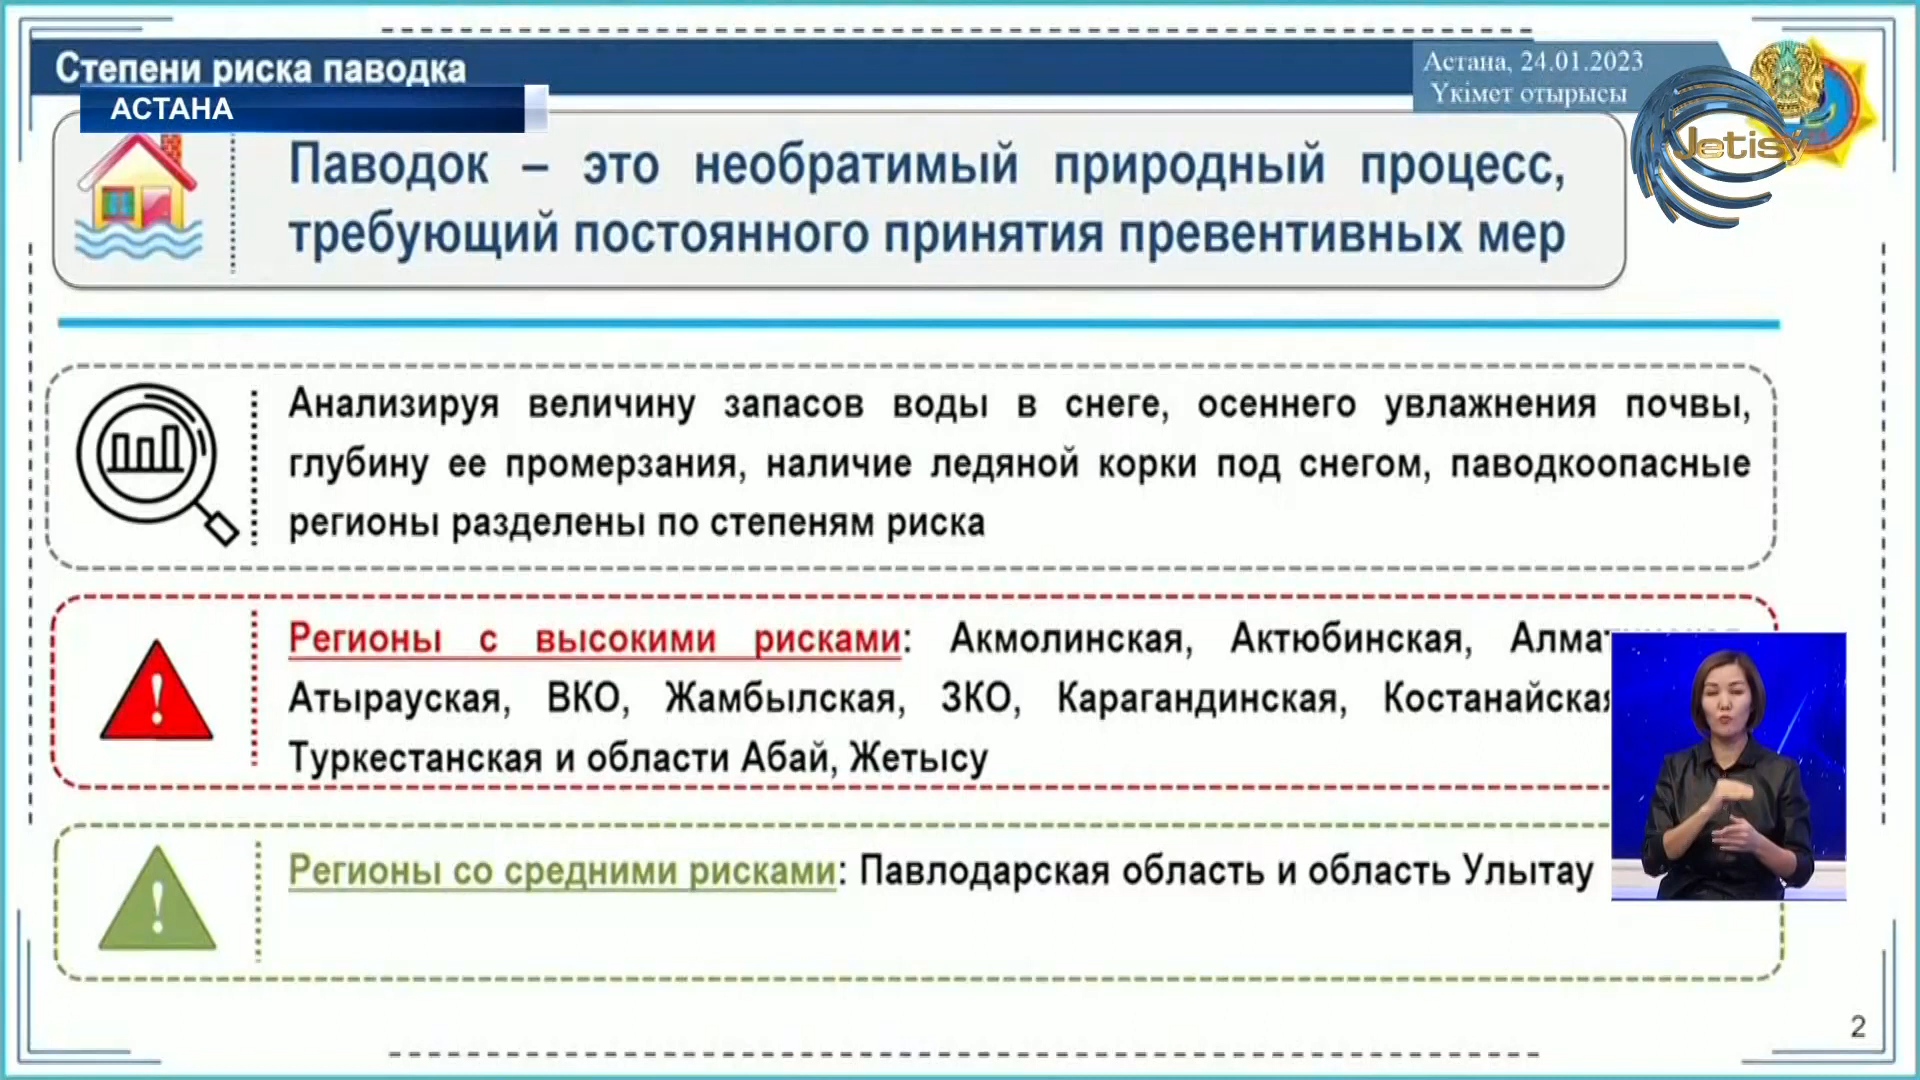 Степени риска паводка
АСТАНА
Астана, 24.01.2023
Үкімет отырысы
Jetisý
Паводок – это необратимый природный процесс,
требующий постоянного принятия превентивных мер
Анализируя величину запасов воды в снеге, осеннего увлажнения почвы,
глубину ее промерзания, наличие ледяной корки под снегом, паводкоопасные
регионы разделены по степеням риска
Регионы с высокими рисками: Акмолинская, Актюбинская,
Атырауская, ВКО, Жамбылская, ЗКО, Карагандинская, Костанайская
Туркестанская и области Абай, Жетысу
Регионы со средними рисками: Павлодарская область и область Улытау
2